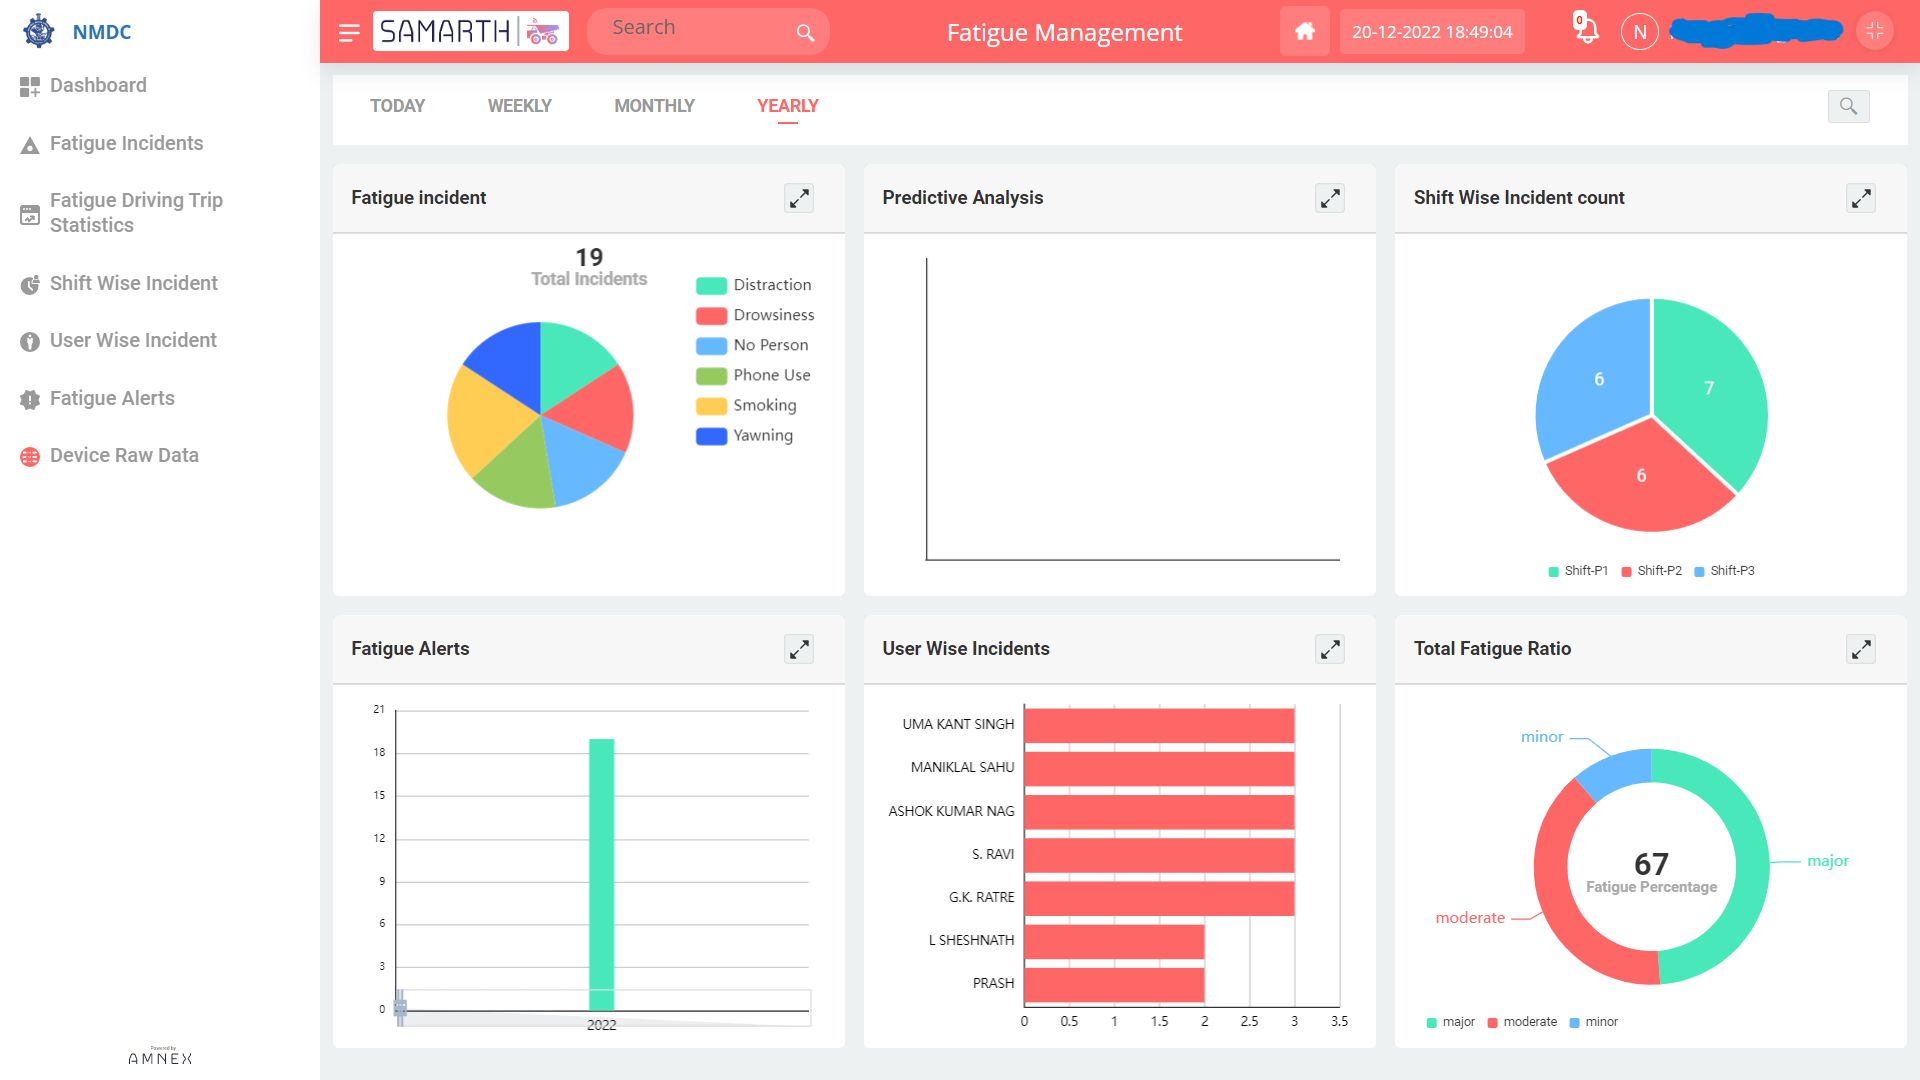 NMDC
Dashboard
Fatigue Incidents
Fatigue Driving Trip
Statistics
Shift Wise Incident
User Wise Incident
Fatigue Alerts
Device Raw Data
Powered by
AMNEX
SAMARTH
Search
Fatigue Management
20-12-2022 18:49:04
0
N
TODAY WEEKLY MONTHLY YEARLY
Fatigue incident
19
Total Incidents
Distraction
Drowsiness
No Person
Phone Use
Smoking
Yawning
Predictive Analysis
Shift Wise Incident count
6
7
6
Shift-P1 Shift-P2 Shift-P3
Fatigue Alerts
21
18
15
12
9
6
3
0
2022
User Wise Incidents
UMA KANT SINGH
MANIKLAL SAHU
ASHOK KUMAR NAG
S. RAVI
G.K. RATRE
L SHESHNATH
PRASH
0 0.5 1 1.5 2 2.5 3 3.5
Total Fatigue Ratio
minor
major
67
Fatigue Percentage
moderate
major moderate minor